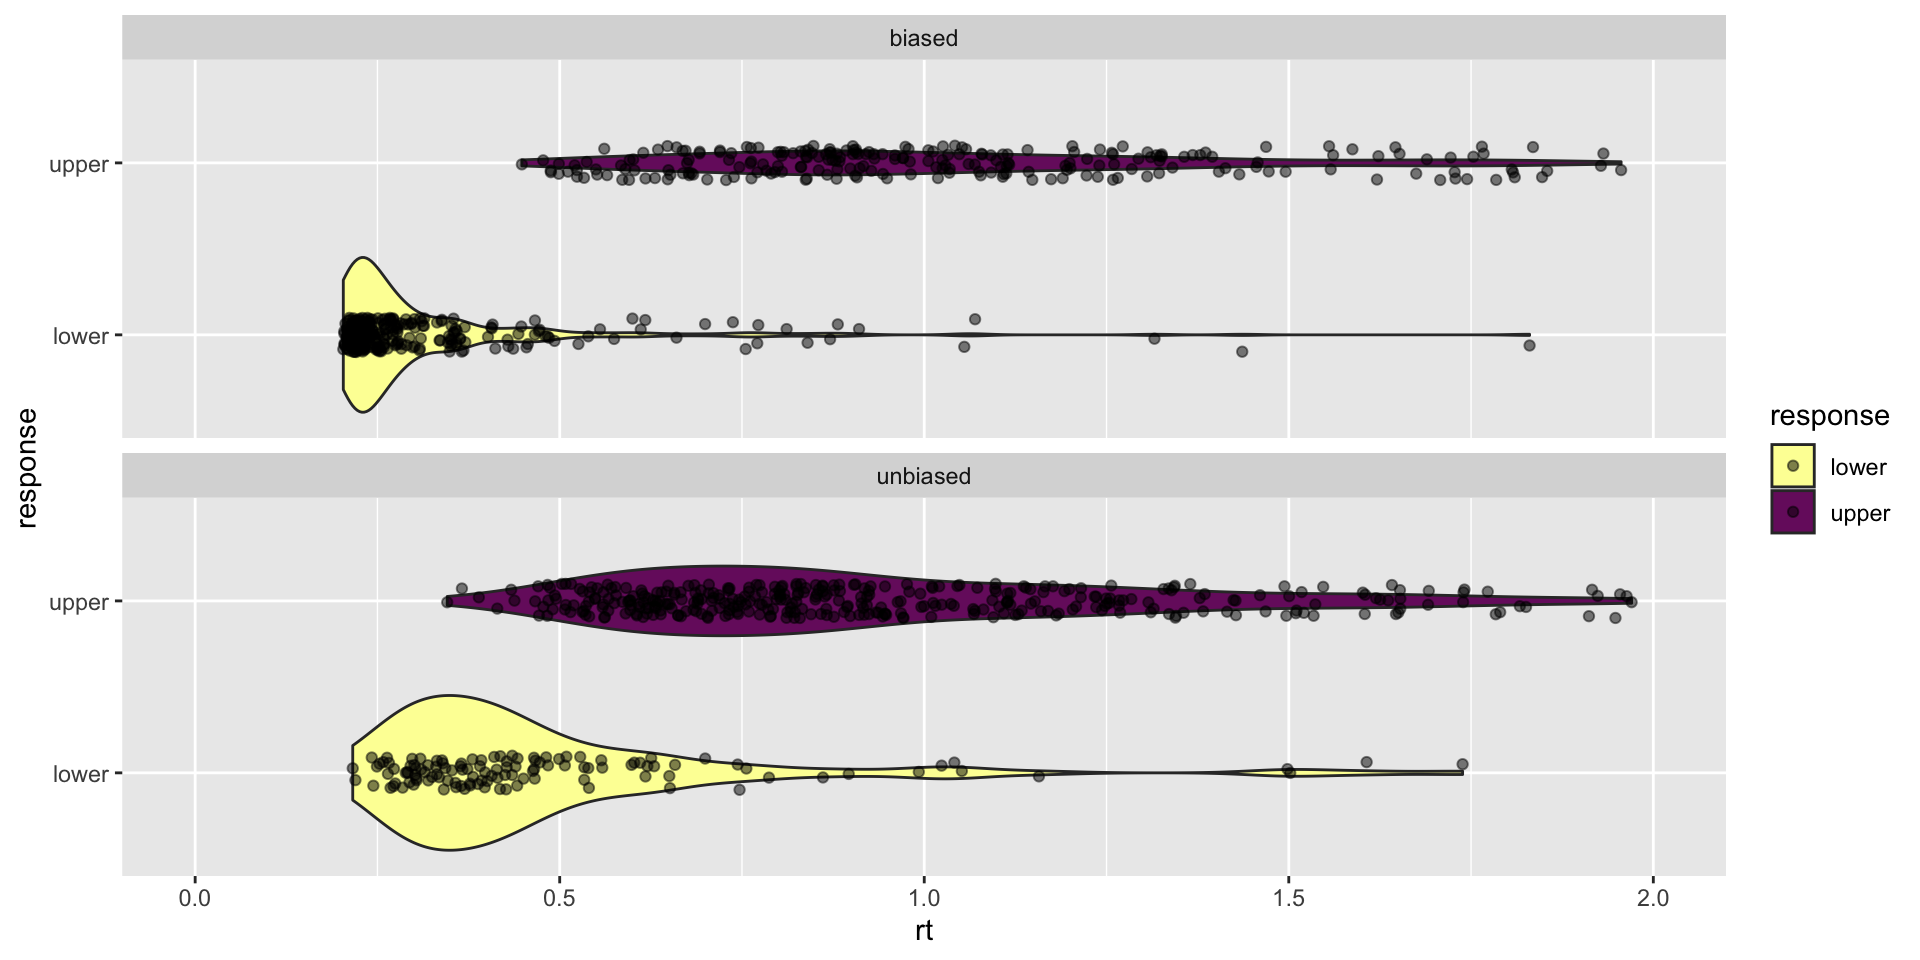 biased
upper
lower
unbiased
upper
lower
0.0 0.5 1.0 1.5 2.0
rt
response
response
lower
upper